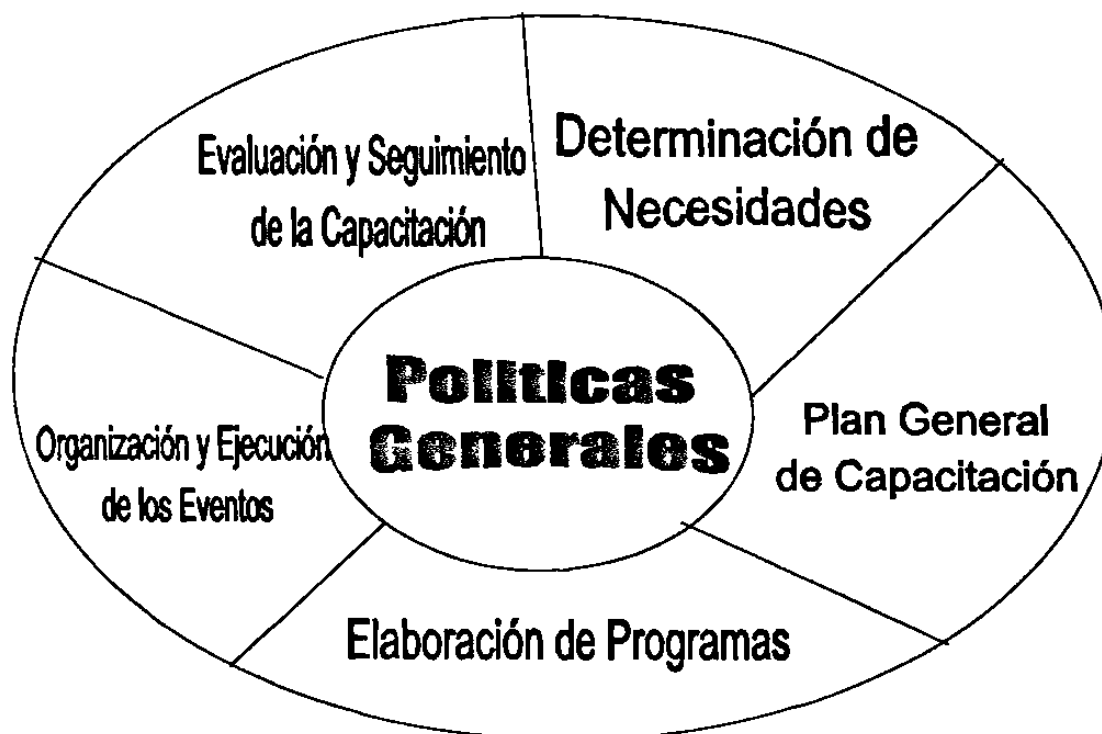 Evaluación y Seguimiento
de la Capacitación
Determinación de
Necesidades
Políticas
Generales
Organización y Ejecución
de los Eventos
Plan General
de Capacitación
Elaboración de Programas